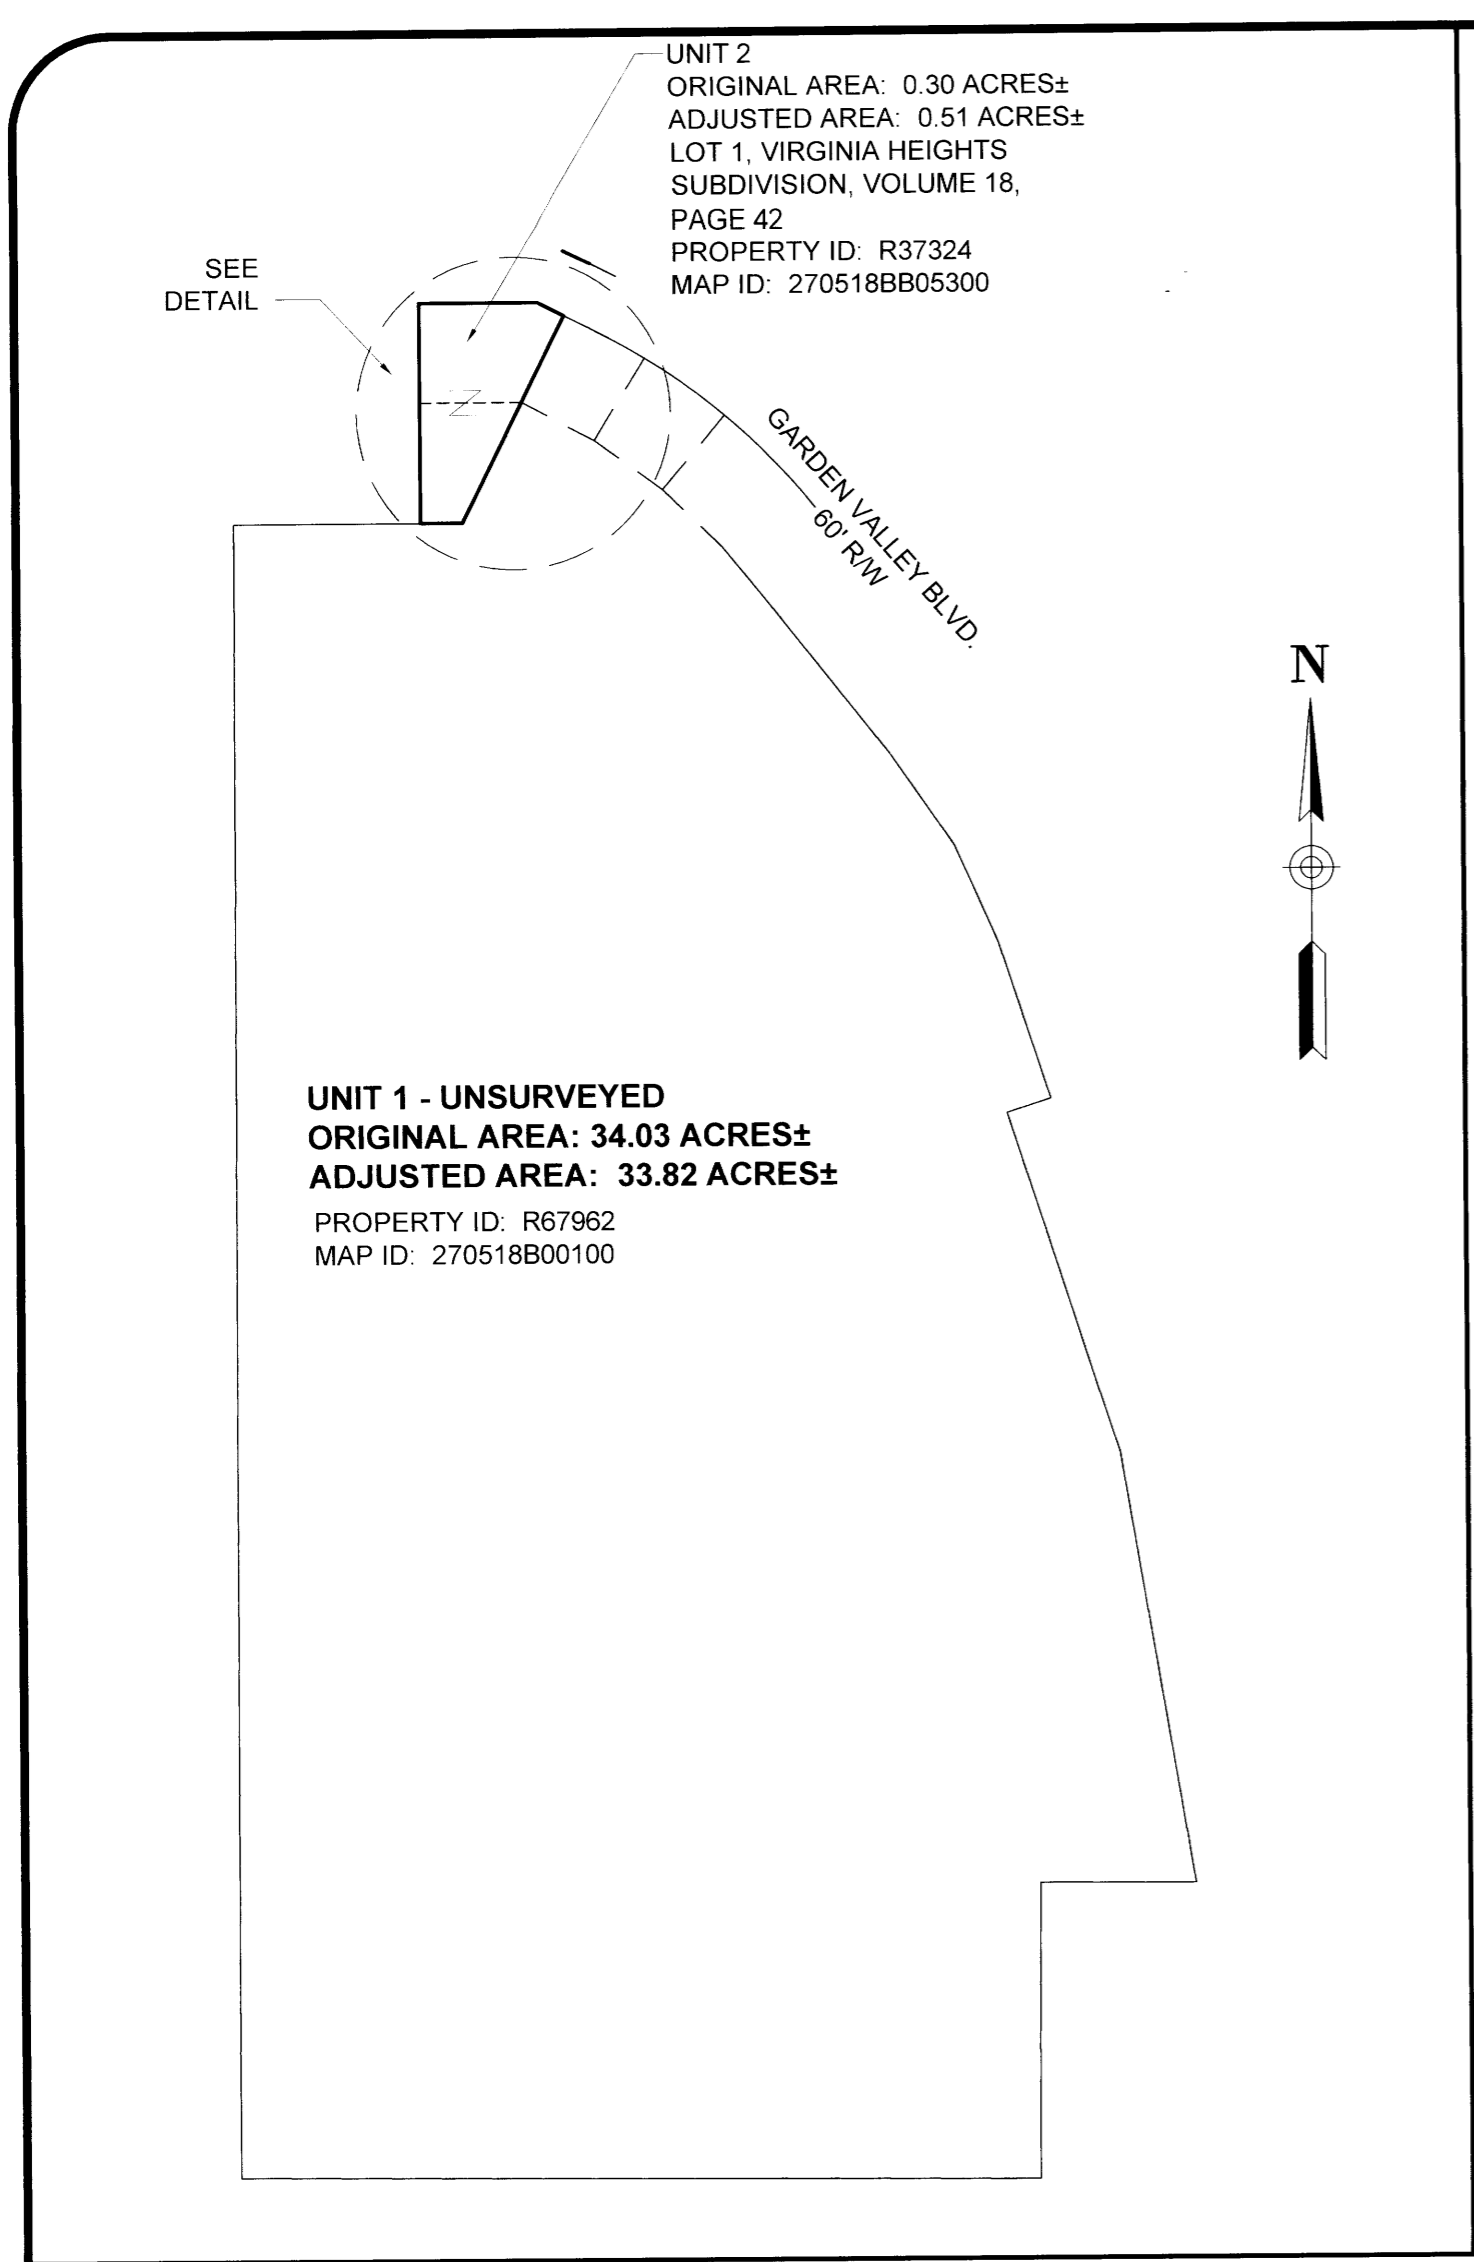 UNIT 2
ORIGINAL AREA: 0.30 ACRES±
ADJUSTED AREA: 0.51 ACRES±
LOT 1, VIRGINIA HEIGHTS
SUBDIVISION, VOLUME 18,
PAGE 42
PROPERTY ID: R37324
MAP ID: 270518BB05300
SEE
DETAIL
Z
GARDEN VALLEY BLVD.
60' R/W
N
UNIT 1 - UNSURVEYED
ORIGINAL AREA: 34.03 ACRES±
ADJUSTED AREA: 33.82 ACRES±
PROPERTY ID: R67962
MAP ID: 270518B00100